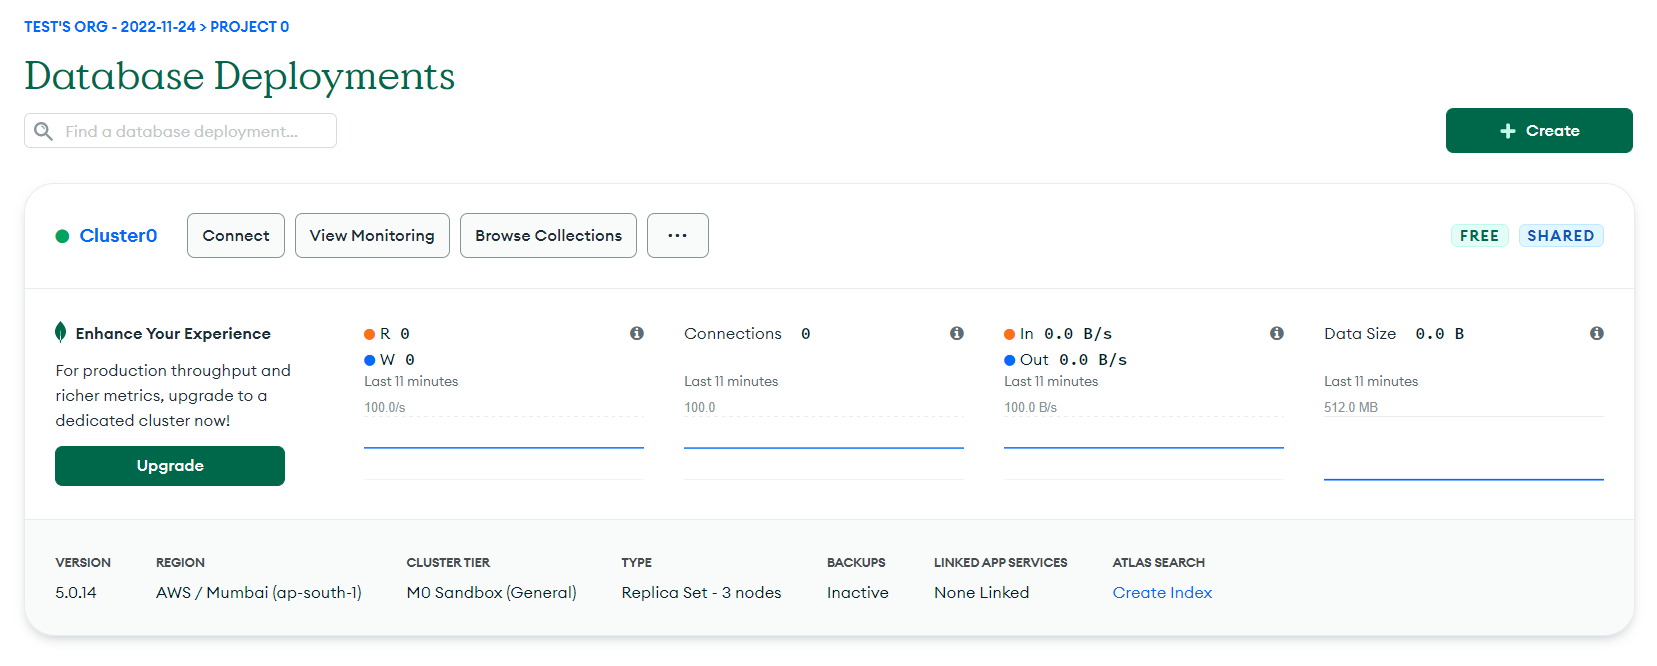 TEST'S ORG - 2022-11-24 > PROJECT 0
Database Deployments
Find a database deployment...
+ Create
Cluster0
Connect
View Monitoring
Browse Collections
...
FREE
SHARED
Enhance Your Experience
For production throughput and
richer metrics, upgrade to a
dedicated cluster now!
Upgrade
R 0
W 0
Last 11 minutes
100.0/s
Connections 0
Last 11 minutes
100.0
In 0.0 B/s
Out 0.0 B/s
Last 11 minutes
100.0 B/s
Data Size 0.0 B
Last 11 minutes
512.0 MB
VERSION
5.0.14
REGION
AWS / Mumbai (ap-south-1)
CLUSTER TIER
M0 Sandbox (General)
TYPE
Replica Set - 3 nodes
BACKUPS
Inactive
LINKED APP SERVICES
None Linked
ATLAS SEARCH
Create Index